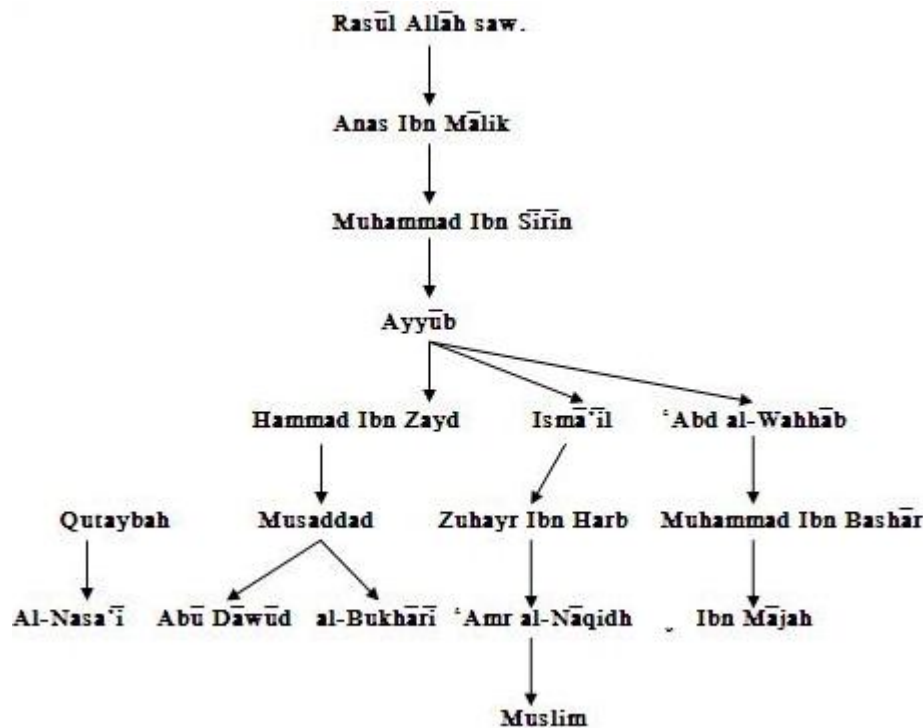 Rasūl Allāh saw.
Anas Ibn Mālik
Muhammad Ibn Sīrīn
Ayyūb
Hammad Ibn Zayd Ismā‘īl ‘Abd al-Wahhāb
Qutaybah Musaddad Zuhayr Ibn Harb Muhammad Ibn Bashār
Al-Nasa‘ī Abū Dāwūd al-Bukhārī ‘Amr al-Nāqidh Ibn Mājah
Muslim